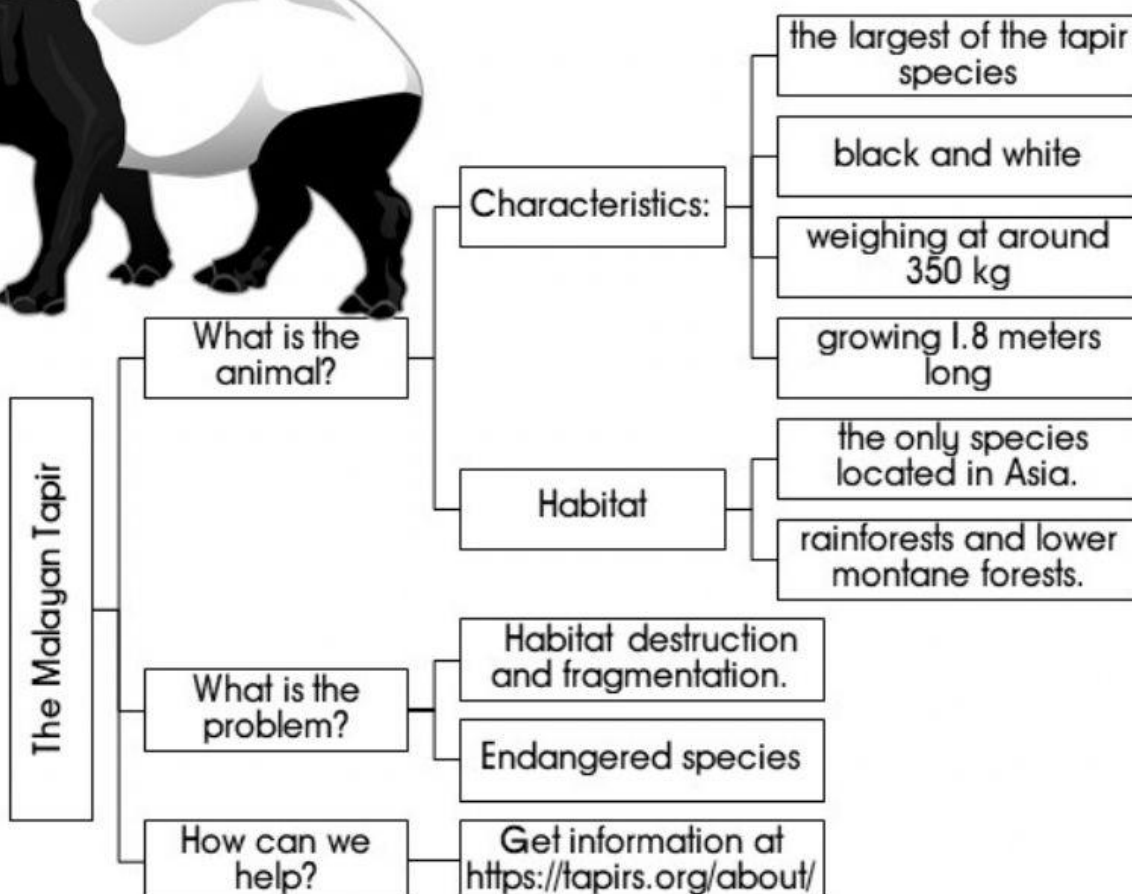 The Malayan Tapir
What is the
animal?
Characteristics:
the largest of the tapir
species
black and white
weighing at around
350 kg
growing 1.8 meters
long
Habitat
the only species
located in Asia.
rainforests and lower
montane forests.
What is the
problem?
Habitat destruction
and fragmentation.
Endangered species
How can we
help?
Get information at
https://tapirs.org/about/